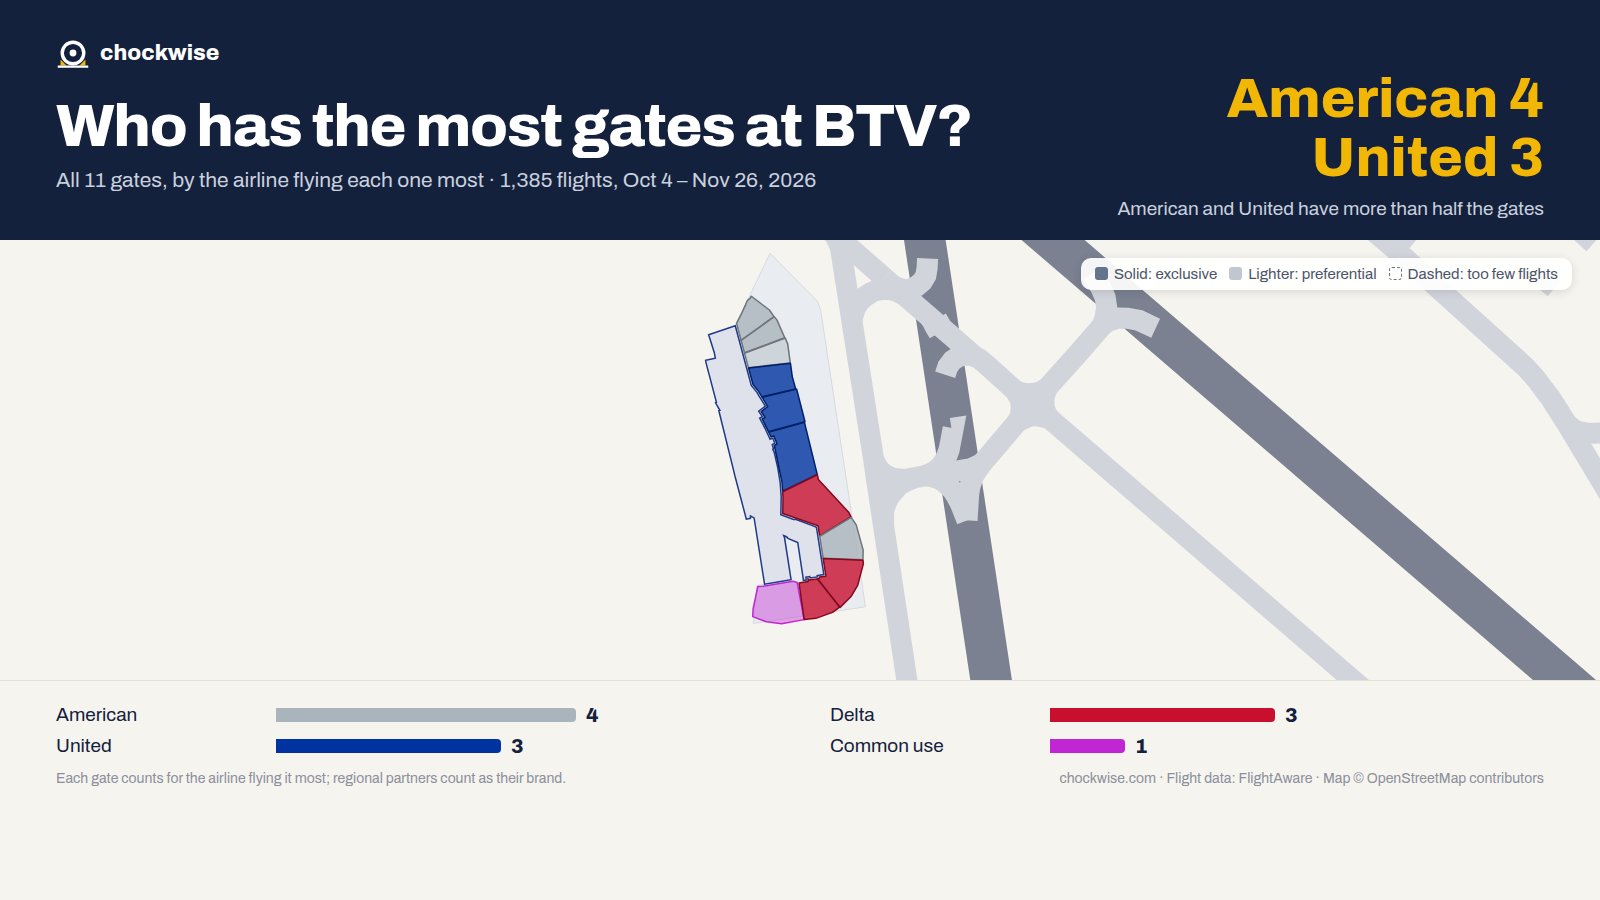 chockwise
Who has the most gates at BTV?
All 11 gates, by the airline flying each one most · 1,385 flights, Oct 4 – Nov 26, 2026
American 4
United 3
American and United have more than half the gates
Solid: exclusive Lighter: preferential Dashed: too few flights
American 4
United 3
Delta 3
Common use 1
Each gate counts for the airline flying it most; regional partners count as their brand.
chockwise.com · Flight data: FlightAware · Map © OpenStreetMap contributors